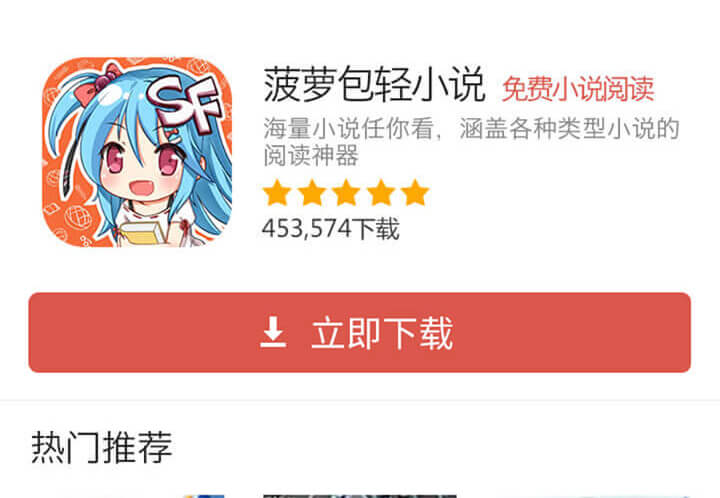 SF
菠萝包轻小说 免费小说阅读
海量小说任你看，涵盖各种类型小说的
阅读神器
453,574下载
立即下载
热门推荐